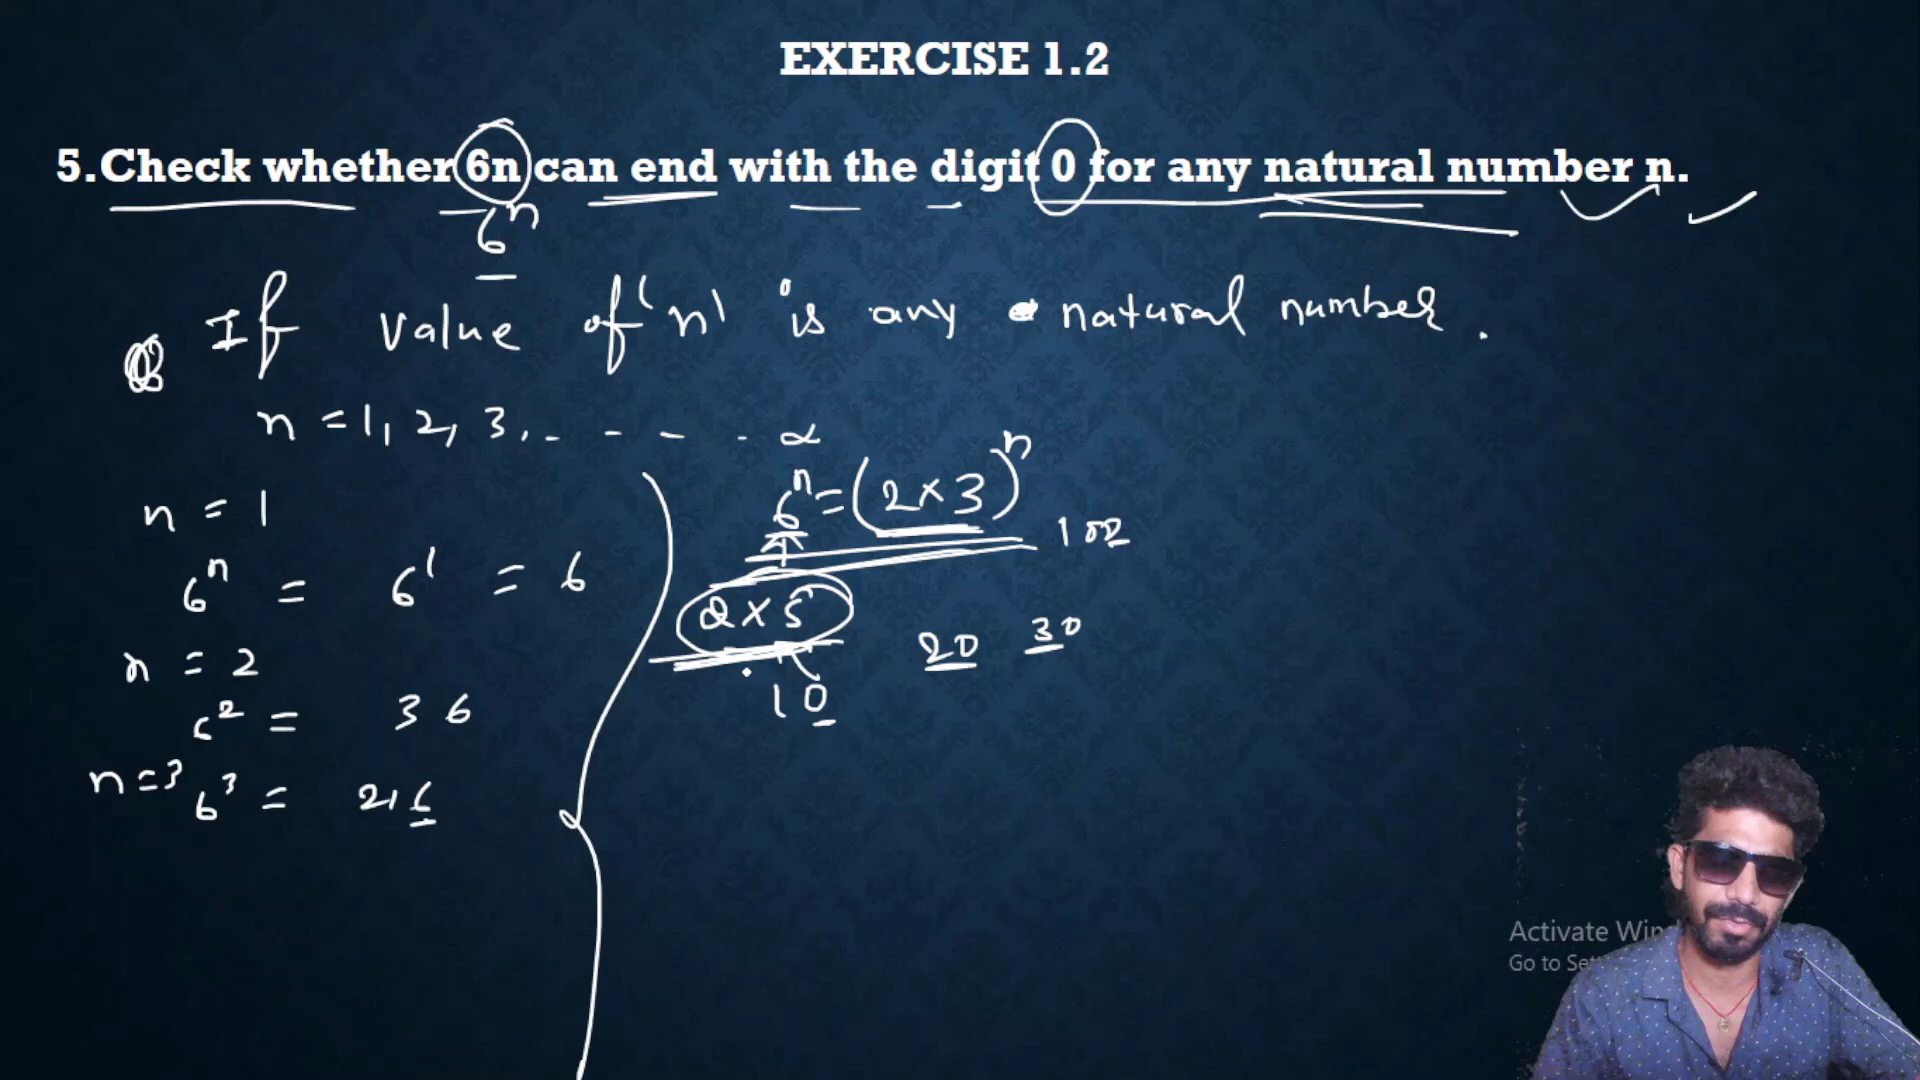 EXERCISE 1.2
5.Check whether 6n can end with the digit 0 for any natural number n.
6ⁿ
If value of 'n' is any natural number.
n = 1, 2, 3, - - - - ∝
n = 1
6ⁿ = 6¹ = 6
n = 2
6² = 36
n=3 6³ = 216
6ⁿ = (2 × 3)ⁿ
2 × 5
10
20 30
Activate Win
Go to Se